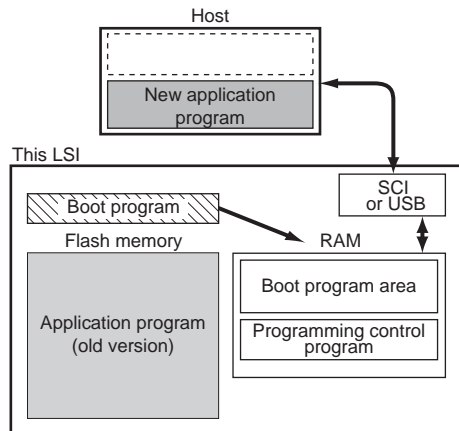 Host
New application
program
This LSI
SCI
or USB
Boot program
Flash memory
RAM
Boot program area
Application program
(old version)
Programming control
program